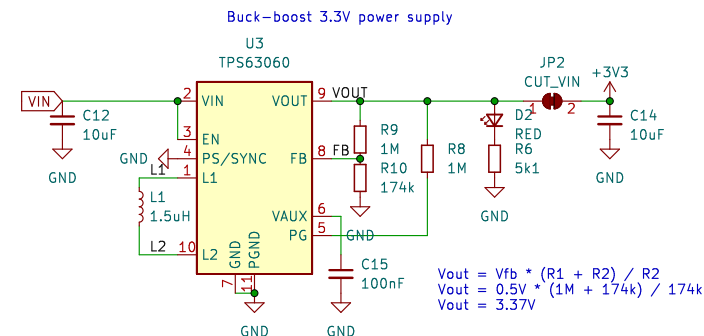 Buck-boost 3.3V power supply
U3
TPS63060
JP2
CUT_VIN
+3V3
VIN
2
VIN
VOUT
9
VOUT
1
2
C12
10uF
GND
3
EN
D2
RED
C14
10uF
GND
R9
1M
GND
4
PS/SYNC
FB
8
FB
R8
1M
R6
5k1
GND
L1
1
L1
R10
174k
GND
L1
1.5uH
VAUX
6
PG
5
L2
10
L2
GND
PGND
7
11
GND
C15
100nF
GND
Vout = Vfb * (R1 + R2) / R2
Vout = 0.5V * (1M + 174k) / 174k
Vout = 3.37V